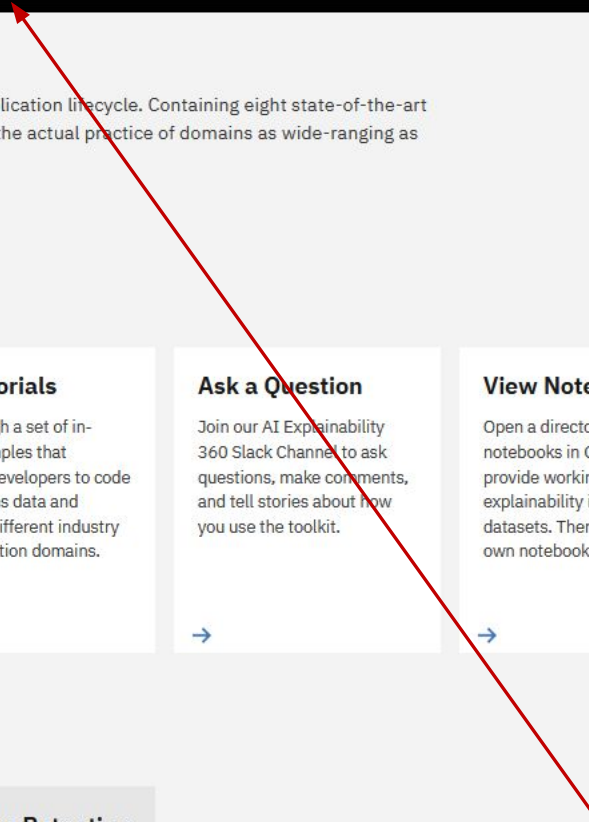 lication lifecycle. Containing eight state-of-the-art
the actual practice of domains as wide-ranging as
orials
h a set of in-
ples that
evelopers to code
s data and
ifferent industry
tion domains.
Ask a Question
Join our AI Explainability
360 Slack Channel to ask
questions, make comments,
and tell stories about how
you use the toolkit.
View Note
Open a directo
notebooks in
provide workin
explainability i
datasets. Ther
own notebook